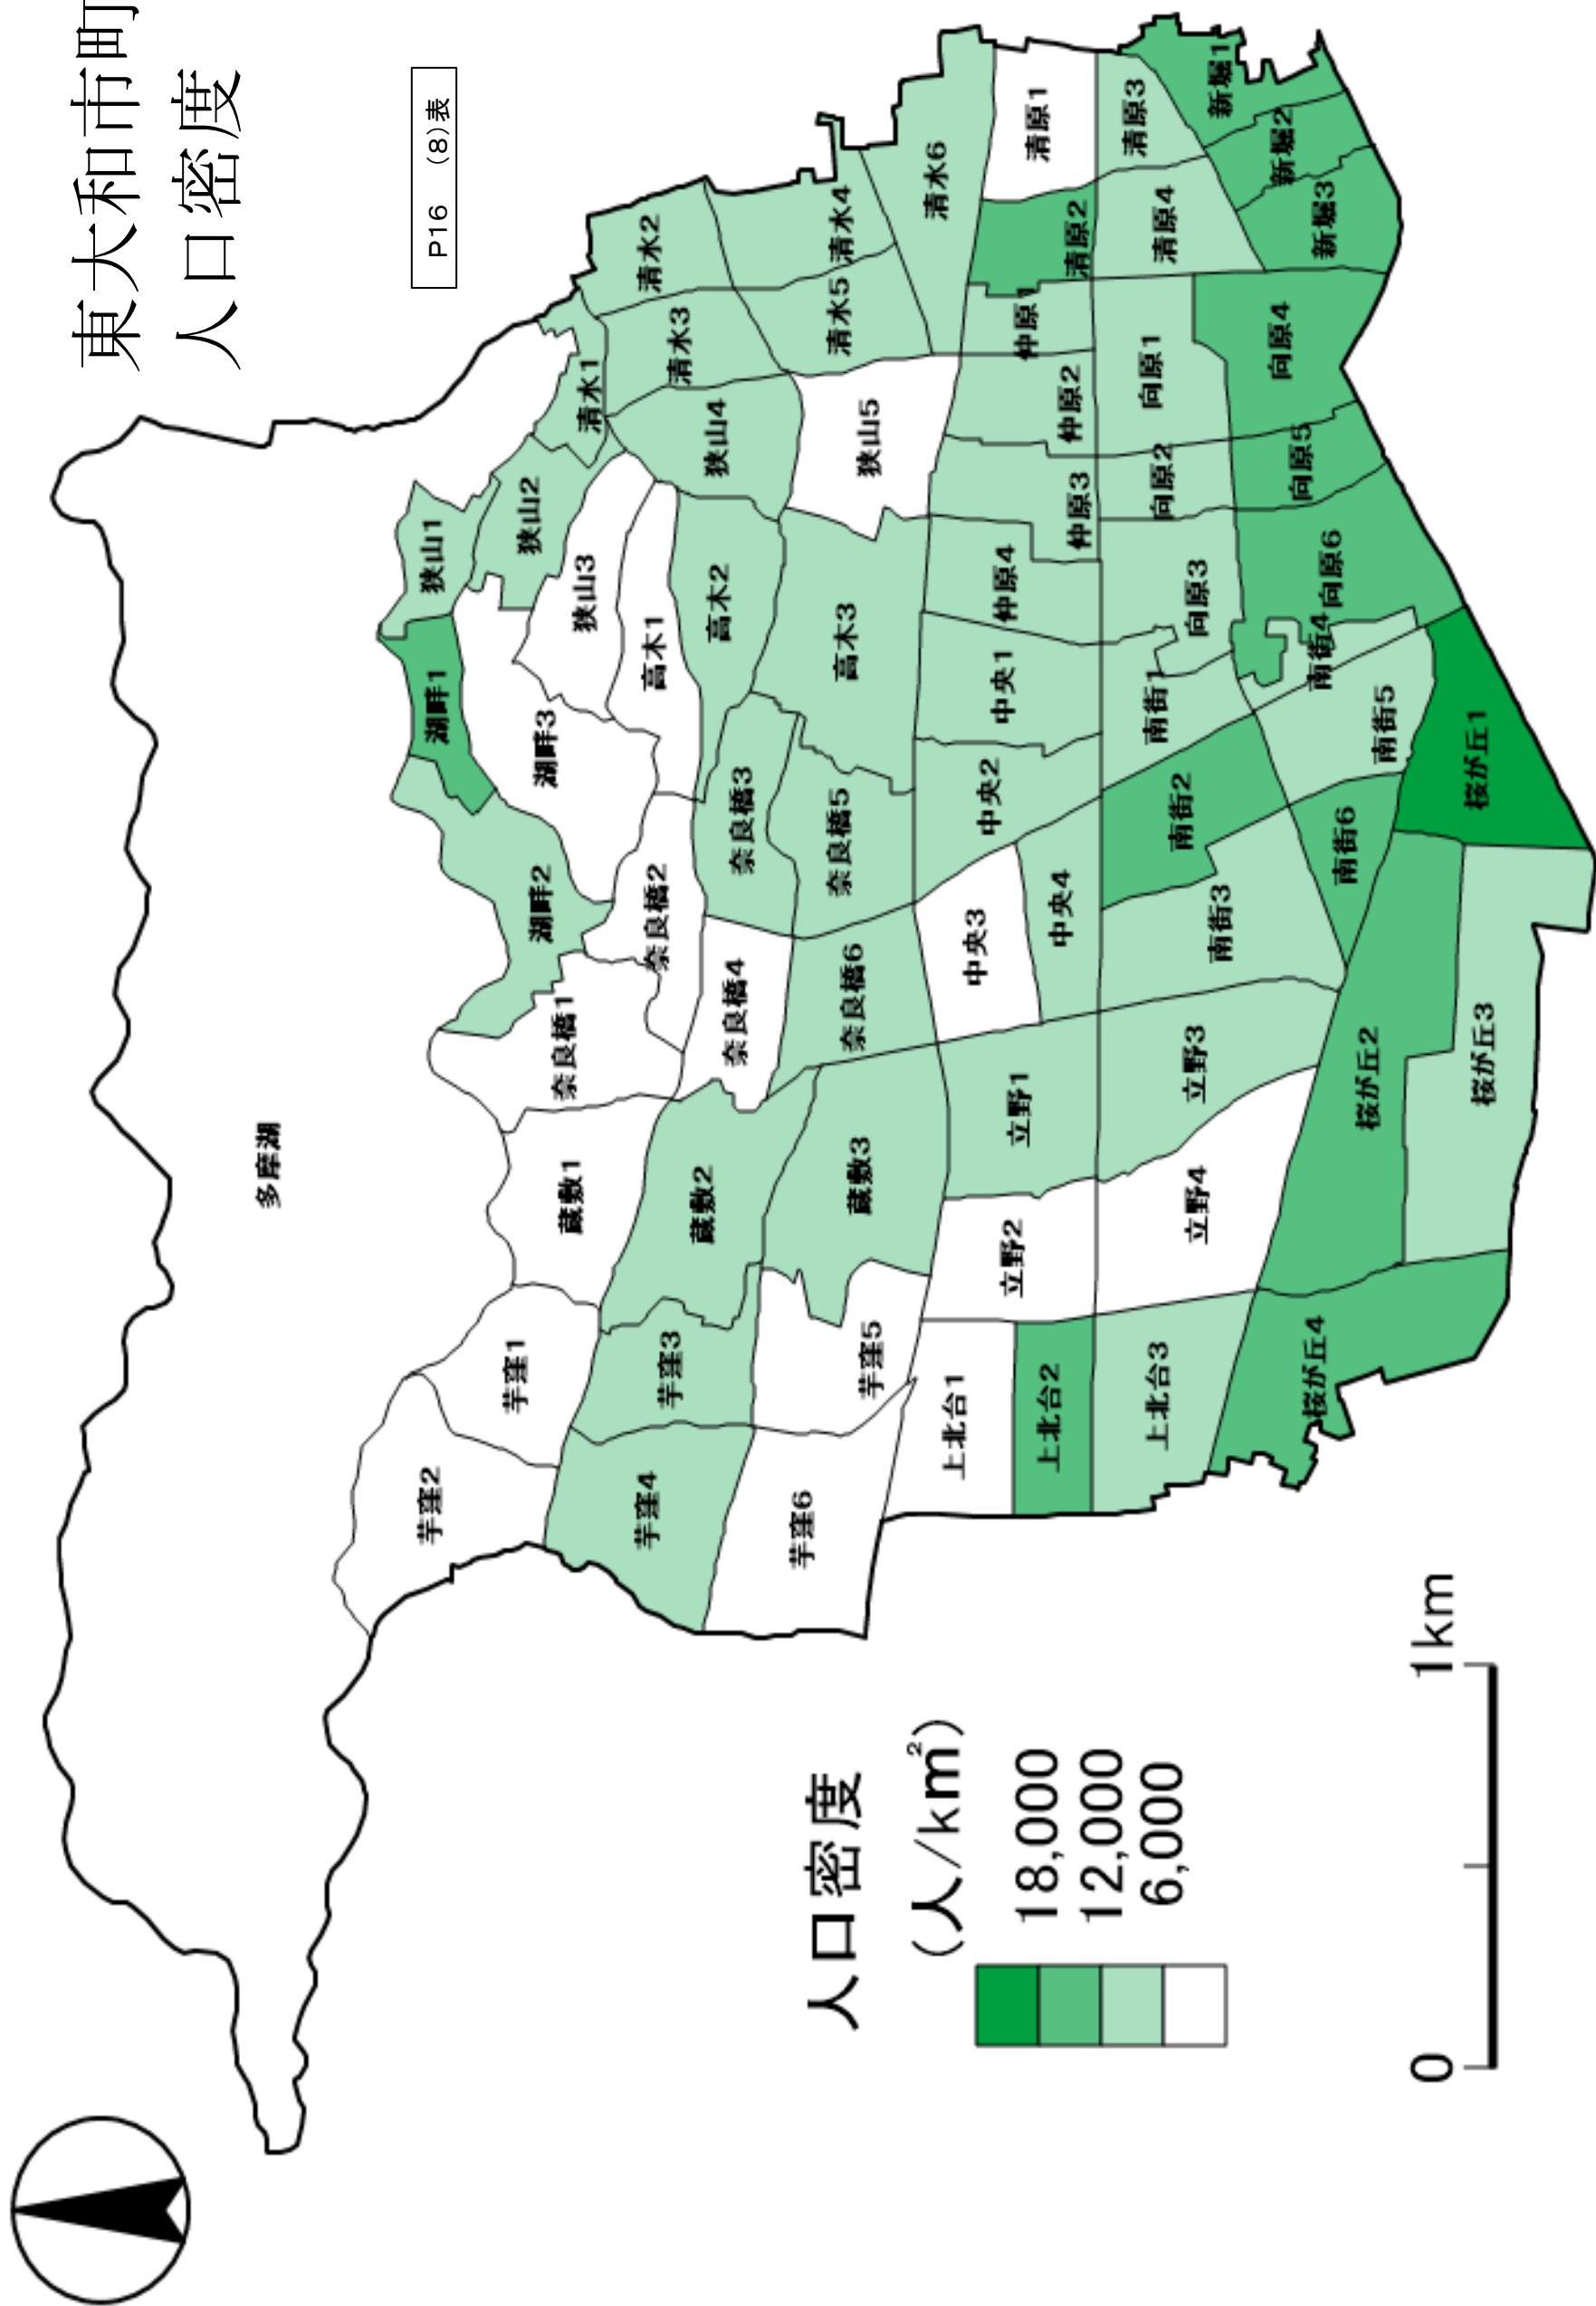 東大和市町
人口密度
P16 (8)表
多摩湖
芋窪2
芋窪1
蔵敷1
奈良橋1
湖畔2
湖畔3
湖畔1
狭山1
狭山2
狭山3
清水1
清水2
清水3
狭山4
高木1
高木2
奈良橋2
奈良橋3
奈良橋4
蔵敷2
芋窪3
芋窪4
芋窪6
芋窪5
蔵敷3
奈良橋6
奈良橋5
高木3
狭山5
清水5
清水4
清水6
上北台1
立野2
立野1
中央3
中央2
中央1
仲原4
仲原3
仲原2
仲原1
清原2
清原1
上北台2
中央4
上北台3
立野4
立野3
南街3
南街2
南街1
向原3
向原2
向原1
清原4
清原3
新堀1
新堀2
新堀3
向原4
向原5
向原6
南街4
南街5
南街6
桜が丘4
桜が丘2
桜が丘3
桜が丘1
人口密度
(人/km²)
18,000
12,000
6,000
0
1km